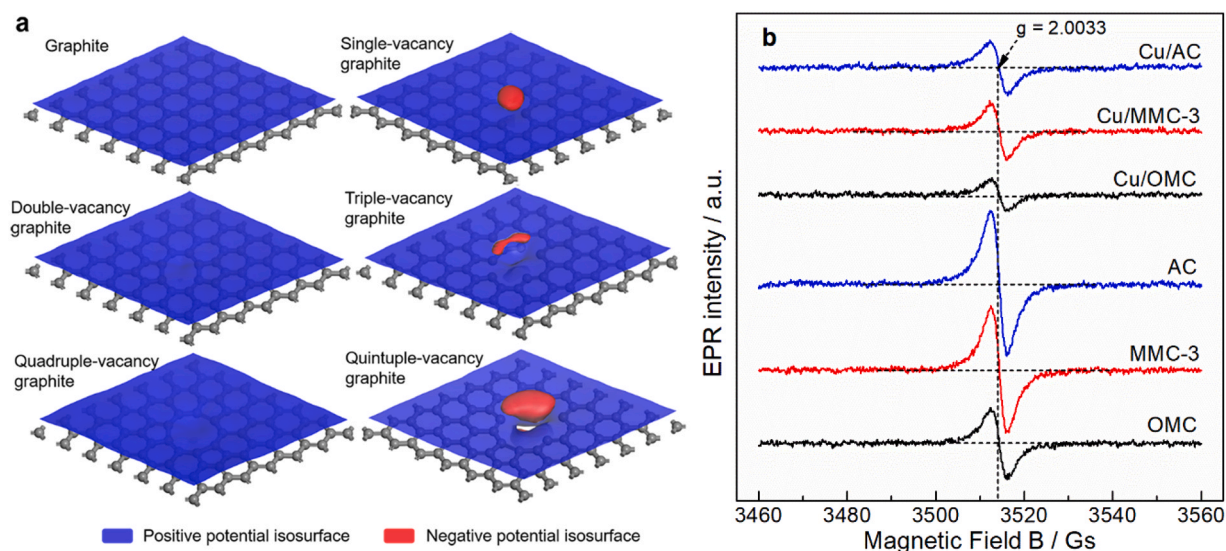 a
Graphite
Single-vacancy
graphite
Double-vacancy
graphite
Triple-vacancy
graphite
Quadruple-vacancy
graphite
Quintuple-vacancy
graphite
Positive potential isosurface
Negative potential isosurface
b
g = 2.0033
Cu/AC
Cu/MMC-3
Cu/OMC
AC
MMC-3
OMC
EPR intensity / a.u.
3460 3480 3500 3520 3540 3560
Magnetic Field B / Gs